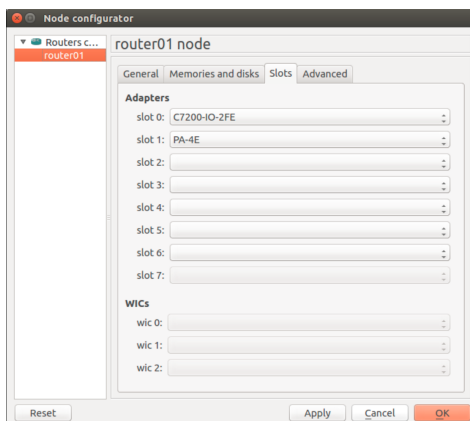 Node configurator
Routers c...
router01
router01 node
General Memories and disks Slots Advanced
Adapters
slot 0: C7200-IO-2FE
slot 1: PA-4E
slot 2:
slot 3:
slot 4:
slot 5:
slot 6:
slot 7:
WICs
wic 0:
wic 1:
wic 2:
Reset Apply Cancel OK